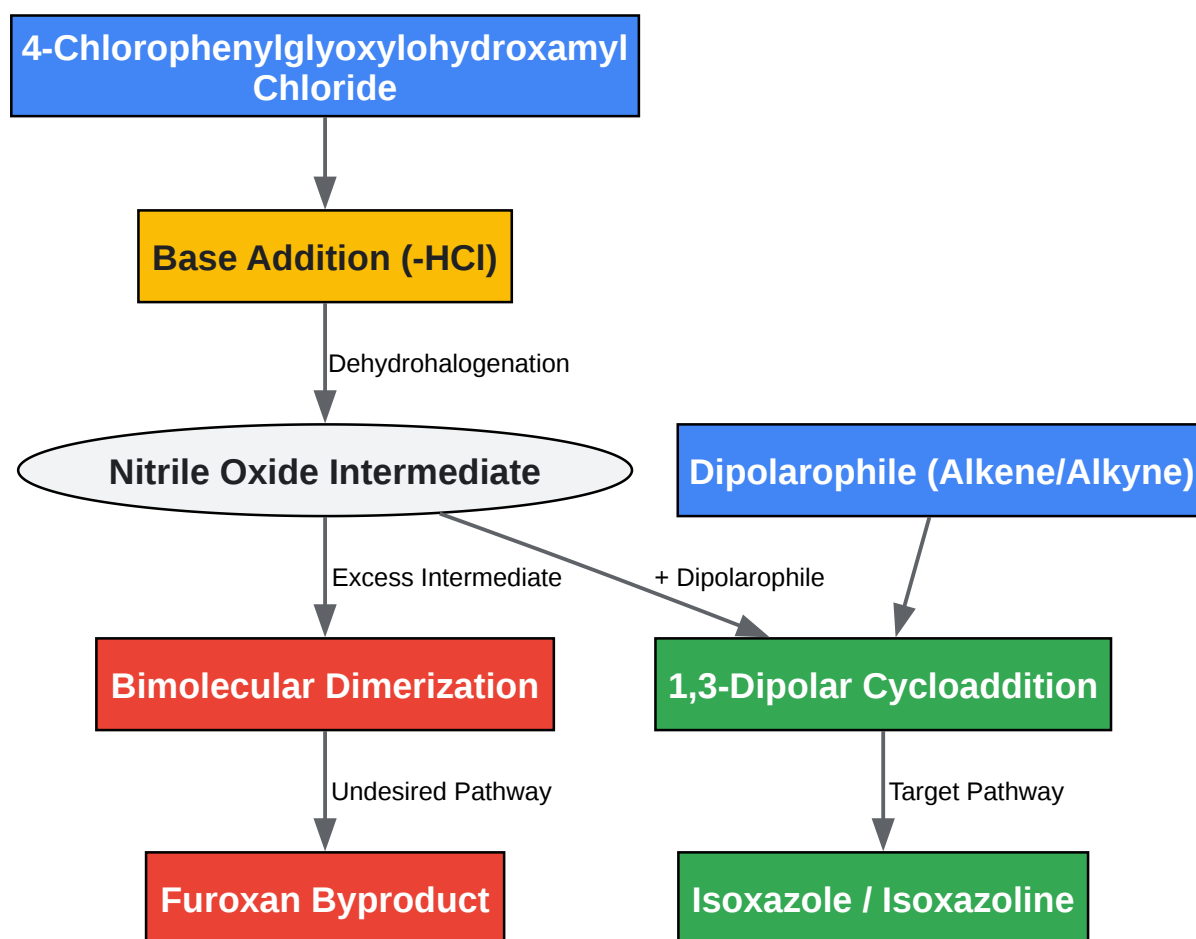 4-Chlorophenylglyoxylohydroxamyl
Chloride
Base Addition (-HCl)
Dehydrohalogenation
Nitrile Oxide Intermediate
Dipolarophile (Alkene/Alkyne)
Excess Intermediate
+ Dipolarophile
Bimolecular Dimerization
1,3-Dipolar Cycloaddition
Undesired Pathway
Target Pathway
Furoxan Byproduct
Isoxazole / Isoxazoline